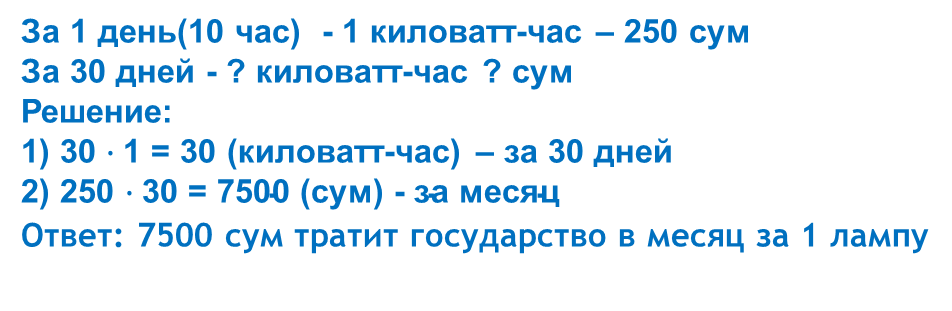 За 1 день(10 час)  - 1 киловатт-час – 250 сум
За 30 дней - ? киловатт-час ? сум
Решение:
1) 30 · 1 = 30 (киловатт-час) – за 30 дней
2) 250 · 30 = 7500 (сум) - за месяц
Ответ: 7500 сум тратит государство в месяц за 1 лампу